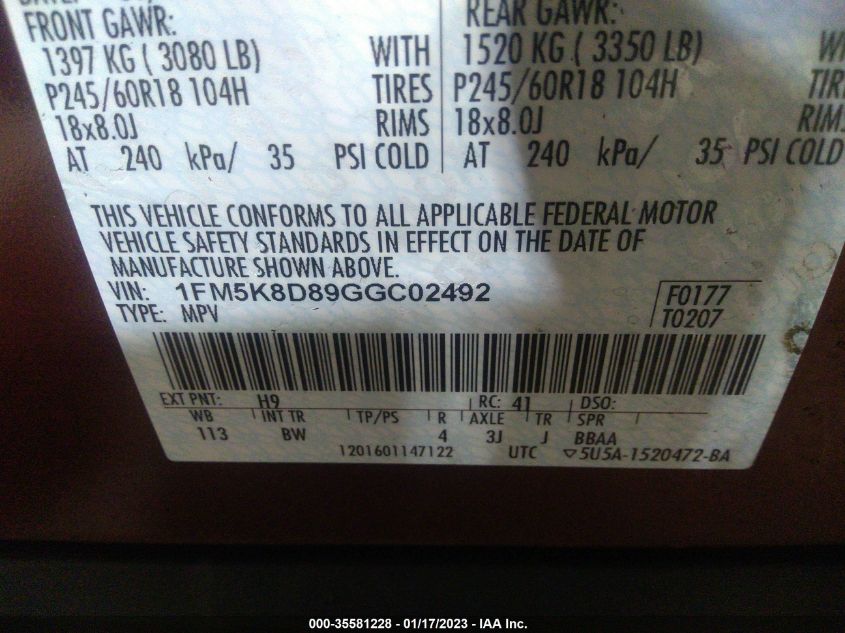 FRONT GAWR: REAR GAWR:
1397 KG ( 3080 LB) WITH 1520 KG ( 3350 LB)
P245/60R18 104H TIRES P245/60R18 104H
18x8.0J RIMS 18x8.0J
AT 240 kPa/ 35 PSI COLD AT 240 kPa/ 35 PSI COLD
THIS VEHICLE CONFORMS TO ALL APPLICABLE FEDERAL MOTOR
VEHICLE SAFETY STANDARDS IN EFFECT ON THE DATE OF
MANUFACTURE SHOWN ABOVE.
VIN: 1FM5K8D89GGC02492 F0177
TYPE: MPV T0207
EXT PNT: H9 RC: 41 DSO:
WB INT TR TP/PS R AXLE TR SPR
113 BW 4 3J J BBAA
1201601147122 UTC ▽5U5A-1520472-BA
000-35581228 - 01/17/2023 - IAA Inc.